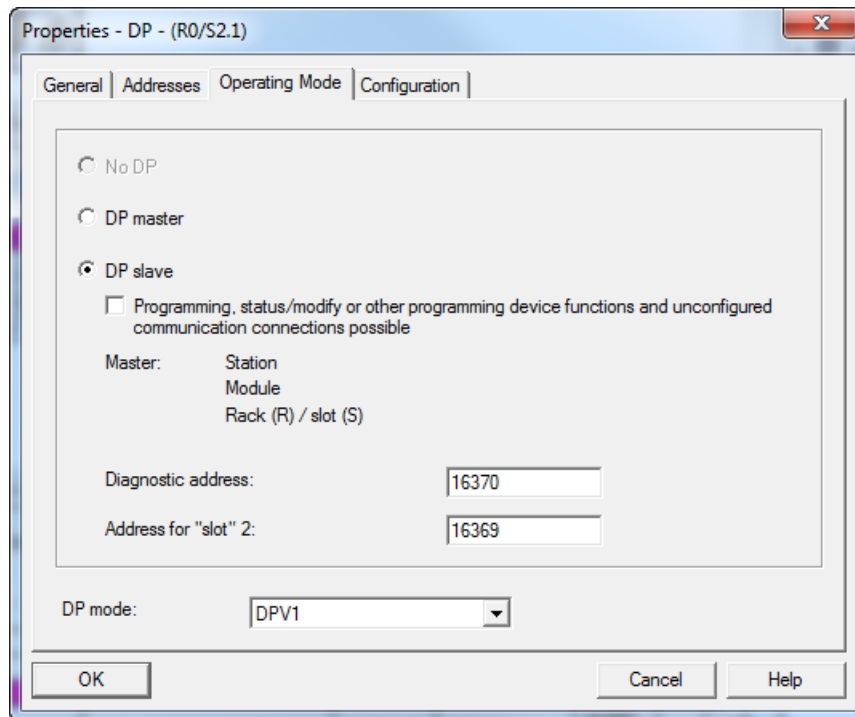 Properties - DP - (R0/S2.1)
General Addresses Operating Mode Configuration
No DP
DP master
DP slave
Programming, status/modify or other programming device functions and unconfigured
communication connections possible
Master: Station
Module
Rack (R) / slot (S)
Diagnostic address: 16370
Address for "slot" 2: 16369
DP mode: DPV1
OK Cancel Help